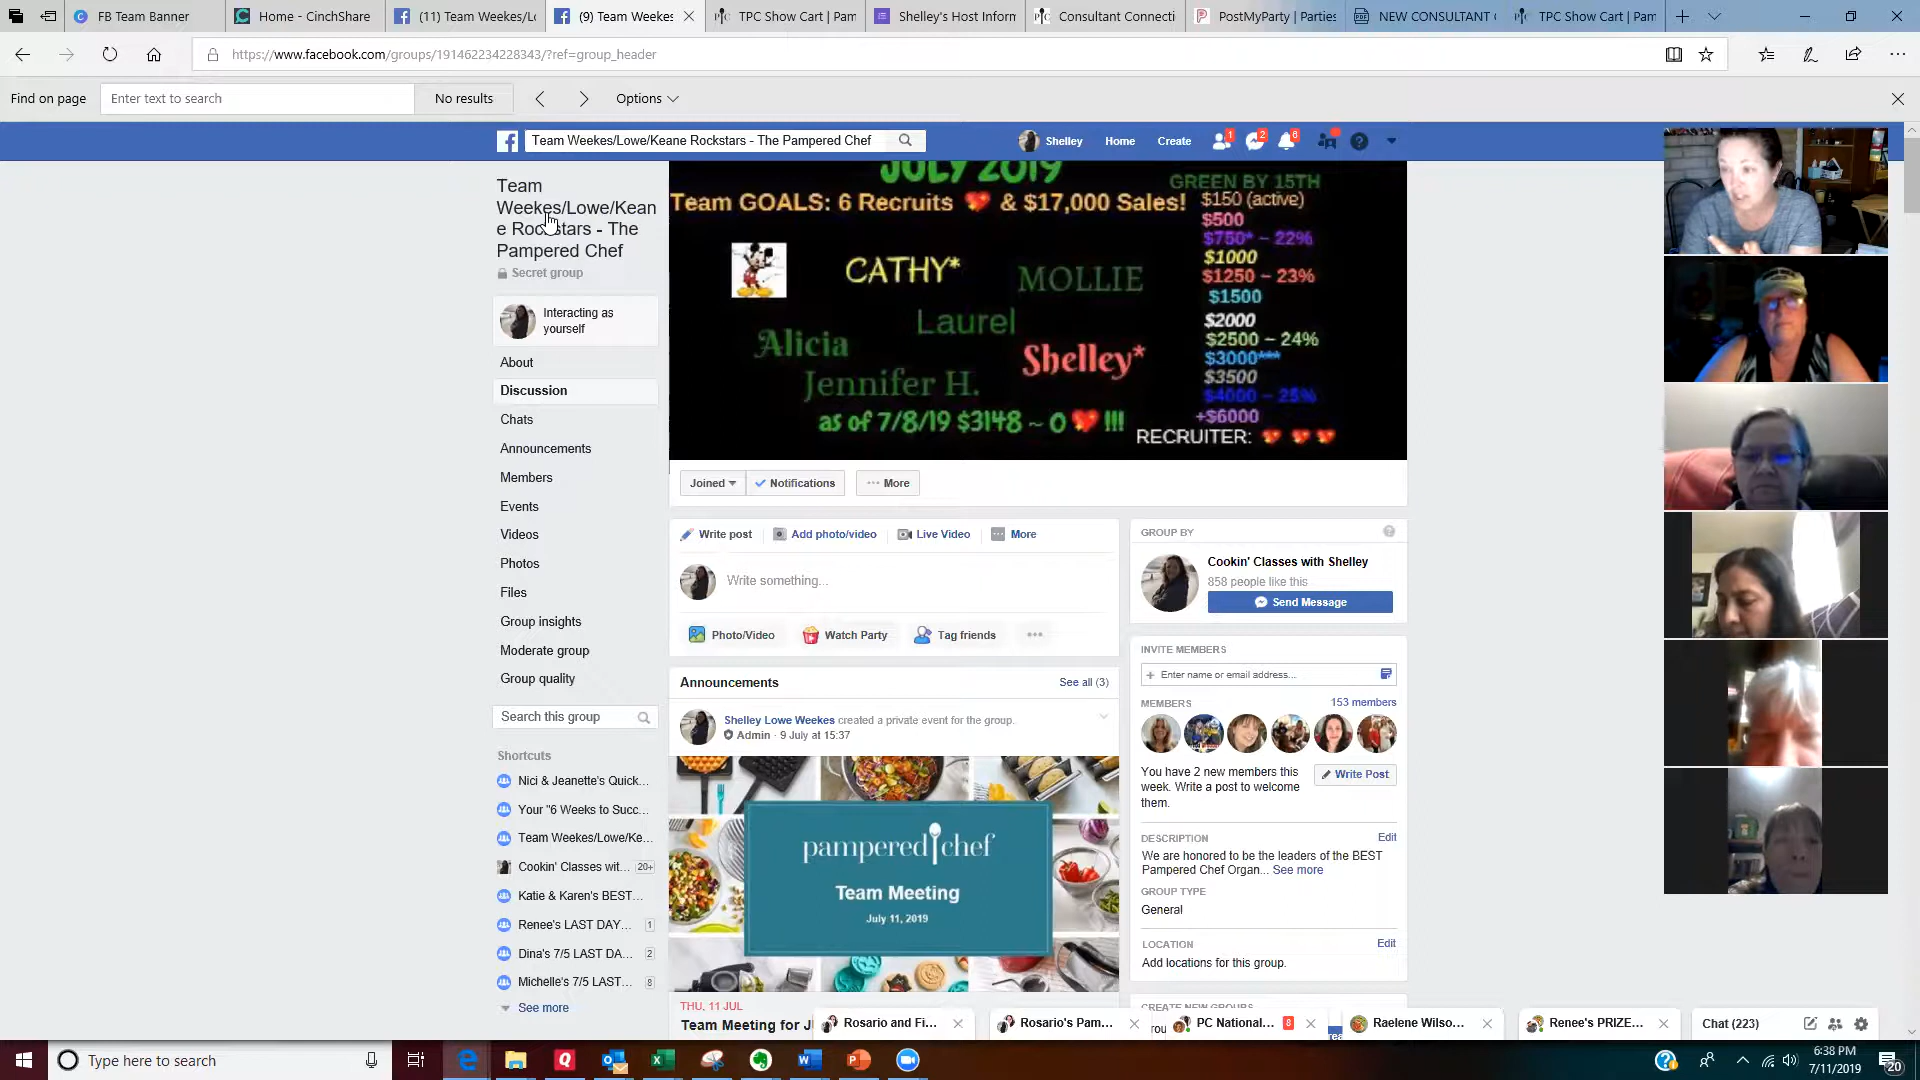 FB Team Banner
Home - CinchShare
(11) Team Weekes/Lo
(9) Team Weekes
TPC Show Cart | Pam
Shelley's Host Inform
Consultant Connecti
PostMyParty | Parties
NEW CONSULTANT
TPC Show Cart | Pam
https://www.facebook.com/groups/191462234228343/?ref=group_header
Find on page
Enter text to search
No results
Options
Team Weekes/Lowe/Keane Rockstars - The Pampered Chef
Shelley
Home
Create
1
2
8
Team
Weekes/Lowe/Kean
e Rockstars - The
Pampered Chef
Secret group
Interacting as
yourself
About
Discussion
Chats
Announcements
Members
Events
Videos
Photos
Files
Group insights
Moderate group
Group quality
Search this group
Shortcuts
Nici & Jeanette's Quick...
Your "6 Weeks to Succ...
Team Weekes/Lowe/Ke...
Cookin' Classes wit... 20+
Katie & Karen's BEST...
Renee's LAST DAY... 1
Dina's 7/5 LAST DA... 2
Michelle's 7/5 LAST... 8
See more
JULY 2019
Team GOALS: 6 Recruits & $17,000 Sales!
CATHY*
MOLLIE
Laurel
Alicia
Shelley*
Jennifer H.
as of 7/8/19 $3148 ~ 0 !!!
GREEN BY 15TH
$150 (active)
$500
$750* ~ 22%
$1000
$1250 ~ 23%
$1500
$2000
$2500 ~ 24%
$3000***
$3500
$4000 ~ 25%
+$6000
RECRUITER:
Joined
Notifications
More
Write post
Add photo/video
Live Video
More
Write something...
Photo/Video
Watch Party
Tag friends
Announcements
See all (3)
Shelley Lowe Weekes created a private event for the group.
Admin · 9 July at 15:37
pampered chef
Team Meeting
July 11, 2019
THU, 11 JUL
Team Meeting for J
GROUP BY
Cookin' Classes with Shelley
858 people like this
Send Message
INVITE MEMBERS
Enter name or email address...
MEMBERS
153 members
You have 2 new members this
week. Write a post to welcome
them.
Write Post
DESCRIPTION
Edit
We are honored to be the leaders of the BEST
Pampered Chef Organ... See more
GROUP TYPE
General
LOCATION
Edit
Add locations for this group.
CREATE NEW GROUPS
Rosario and Fi...
Rosario's Pam...
PC National... 8
Raelene Wilso...
Renee's PRIZE...
Chat (223)
Type here to search
6:38 PM
7/11/2019
20